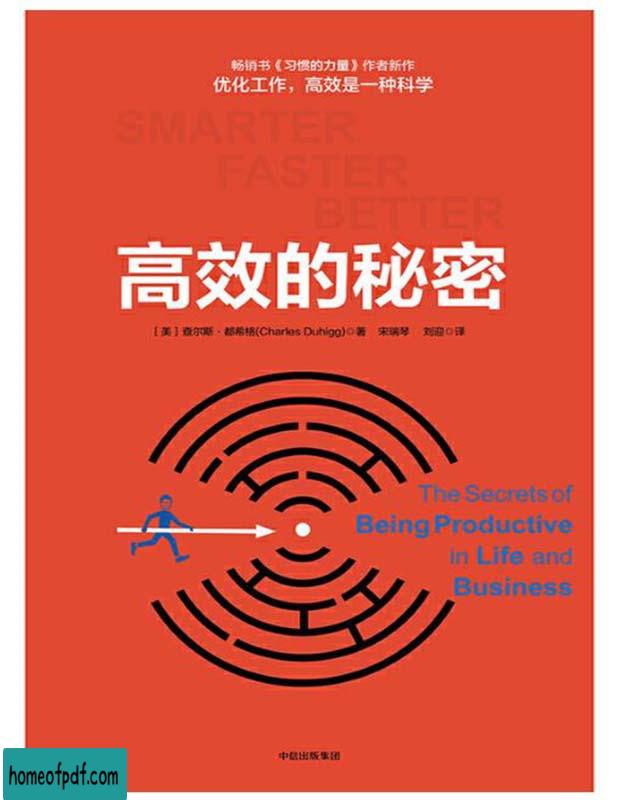 畅销书《习惯的力量》作者新作
优化工作，高效是一种科学
SMARTER
FASTER
BETTER
高效的秘密
［美］查尔斯·都希格(Charles Duhigg)◎著　宋瑞琴　刘迎◎译
The Secrets of
Being Productive
in Life and
Business
中信出版集团
homeofpdf.com